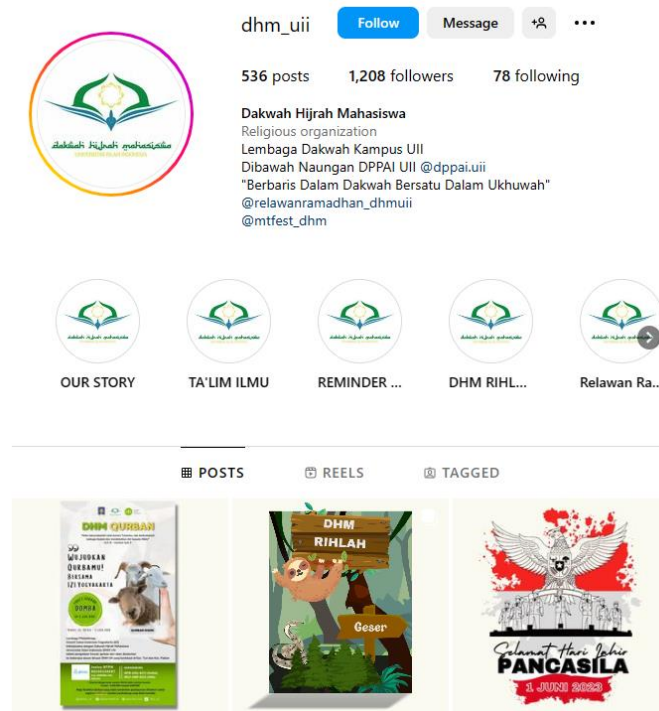 dhm_uii Follow Message
536 posts 1,208 followers 78 following
Dakwah Hijrah Mahasiswa
Religious organization
Lembaga Dakwah Kampus UII
Dibawah Naungan DPPAI UII @dppai.uii
"Berbaris Dalam Dakwah Bersatu Dalam Ukhuwah"
@relawanramadhan_dhmuii
@mtfest_dhm
dakwah hijrah mahasiswa
OUR STORY TA'LIM ILMU REMINDER ... DHM RIHL... Relawan Ra...
POSTS REELS TAGGED
DHM QURBAN
WUJUDKAN
QURBAMU!
BERSAMA
IZI YOGYAKARTA
DOMBA
DHM
RIHLAH
Geser
Selamat Hari Lahir
PANCASILA
1 JUNI 2023